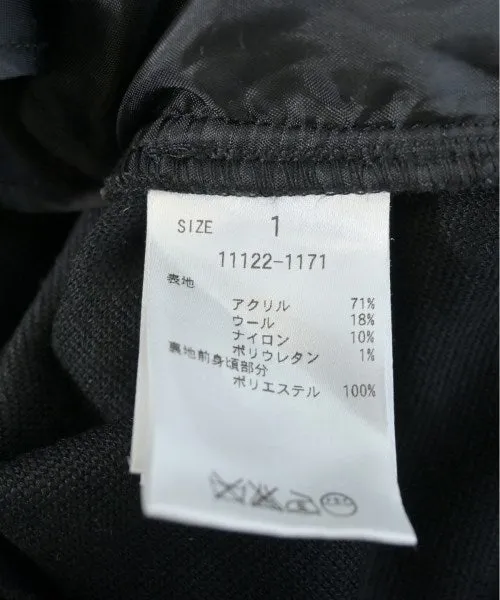 SIZE 1
11122-1171
表地
アクリル 71%
ウール 18%
ナイロン 10%
ポリウレタン 1%
裏地前身頃部分
ポリエステル 100%